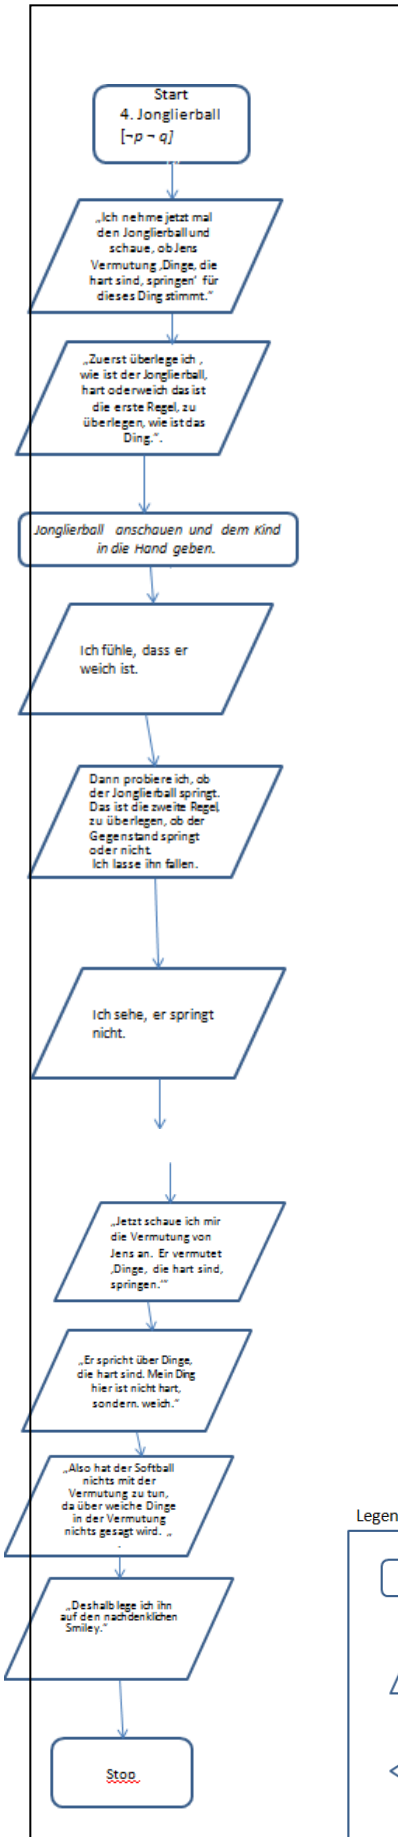 Start
4. Jonglierball
[¬p ¬ q]
„Ich nehme jetzt mal
den Jonglierball und
schaue, ob Jens
Vermutung ‚Dinge, die
hart sind, springen‘ für
dieses Ding stimmt.“
„Zuerst überlege ich ,
wie ist der Jonglierball,
hart oder weich das ist
die erste Regel, zu
überlegen, wie ist das
Ding.“.
Jonglierball anschauen und dem Kind
in die Hand geben.
Ich fühle, dass er
weich ist.
Dann probiere ich, ob
der Jonglierball springt.
Das ist die zweite Regel,
zu überlegen, ob der
Gegenstand springt
oder nicht.
Ich lasse ihn fallen.
Ich sehe, er springt
nicht.
„Jetzt schaue ich mir
die Vermutung von
Jens an. Er vermutet
‚Dinge, die hart sind,
springen.‘“
„Er spricht über Dinge,
die hart sind. Mein Ding
hier ist nicht hart,
sondern. weich.“
„Also hat der Softball
nichts mit der
Vermutung zu tun,
da über weiche Dinge
in der Vermutung
nichts gesagt wird. „
.
„Deshalb lege ich ihn
auf den nachdenklichen
Smiley.“
Stop
Legen